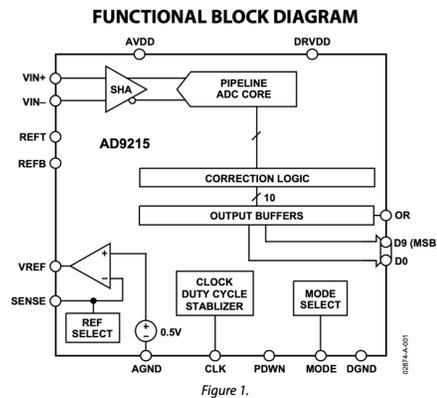 FUNCTIONAL BLOCK DIAGRAM
AVDD
DRVDD
VIN+
VIN–
SHA
PIPELINE
ADC CORE
REFT
REFB
AD9215
CORRECTION LOGIC
10
OUTPUT BUFFERS
OR
D9 (MSB)
D0
VREF
+
–
SENSE
REF
SELECT
+
–
0.5V
CLOCK
DUTY CYCLE
STABLIZER
MODE
SELECT
AGND
CLK
PDWN
MODE
DGND
02874-A-001
Figure 1.